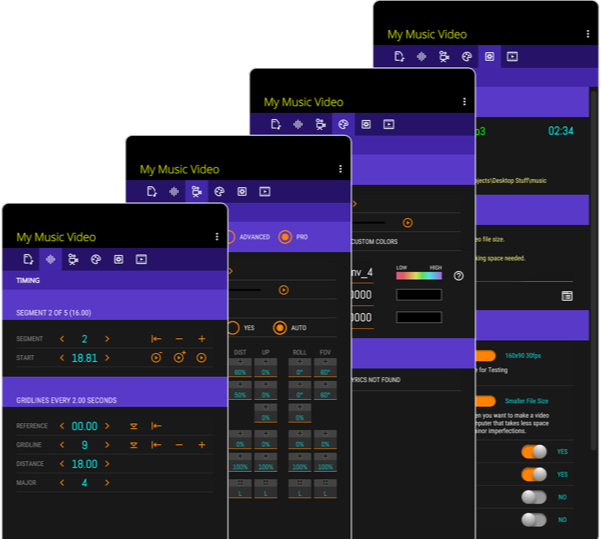 My Music Video
p3
02:34
ojects\Desktop Stuff\music
eo file size.
king space needed.
160x90 30fps
e for Testing
Smaller File Size
en you want to make a video
mputer that takes less space
minor imperfections.
YES
YES
NO
NO
My Music Video
CUSTOM COLORS
nv_4
LOW
HIGH
0000
0000
YRICS NOT FOUND
My Music Video
ADVANCED
PRO
YES
AUTO
DIST UP ROLL FOV
0% 0° 60°
0% 0° 60°
0% 0°
0% 0% 0% 0%
100% 100% 100% 100%
L L L L
My Music Video
TIMING
SEGMENT 2 OF 5 (16.00)
SEGMENT 2
START 18.81
GRIDLINES EVERY 2.00 SECONDS
REFERENCE 00.00
GRIDLINE 9
DISTANCE 18.00
MAJOR 4